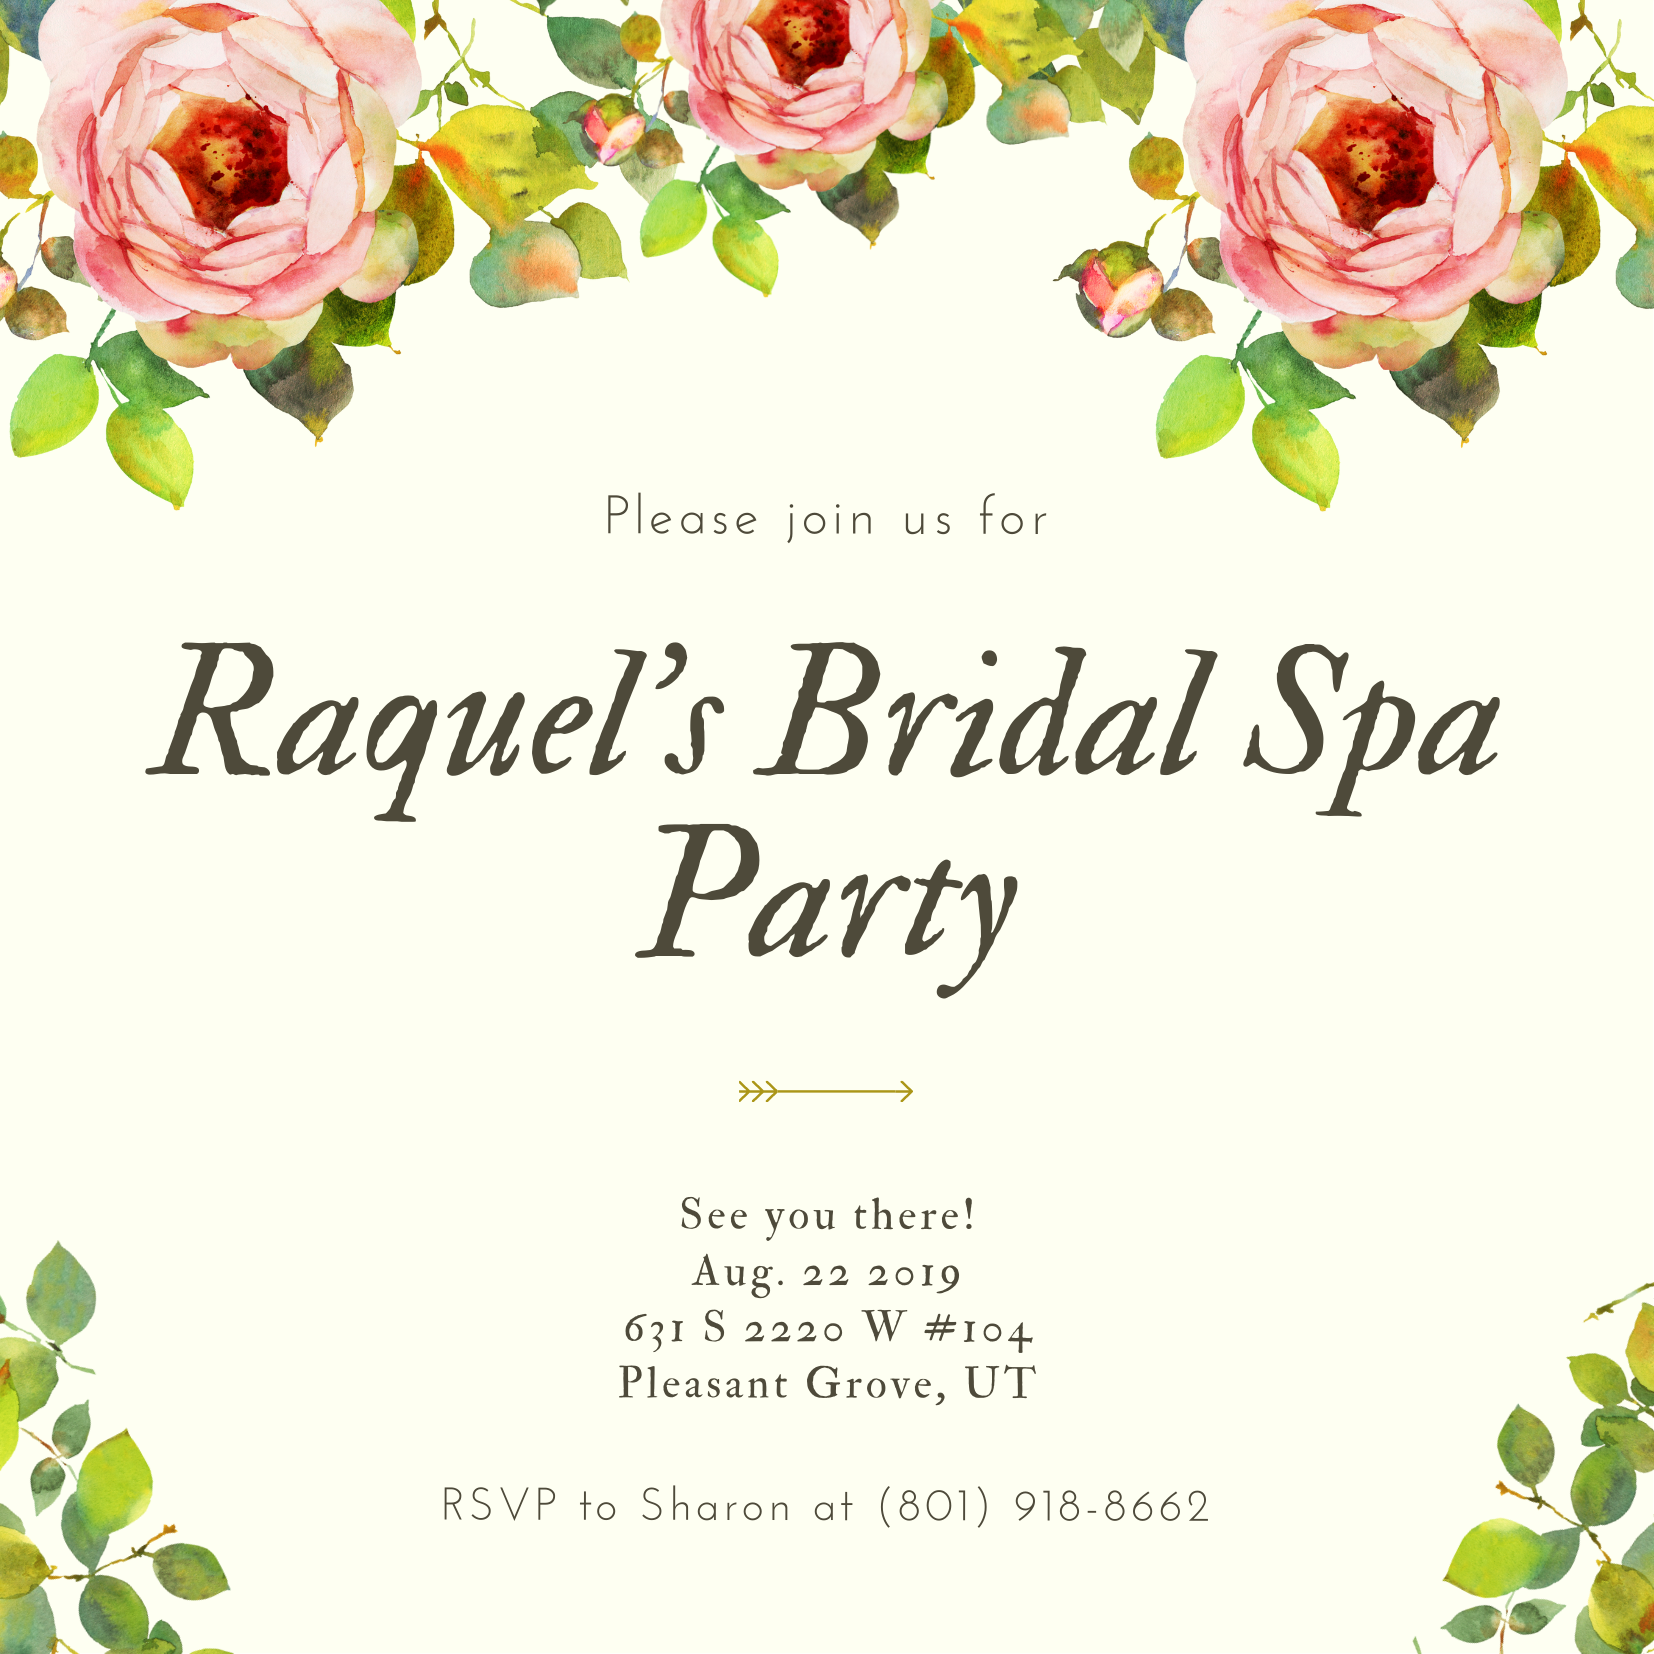 Please join us for
Raquel’s Bridal Spa
Party
See you there!
Aug. 22 2019
631 S 2220 W #104
Pleasant Grove, UT
RSVP to Sharon at (801) 918-8662